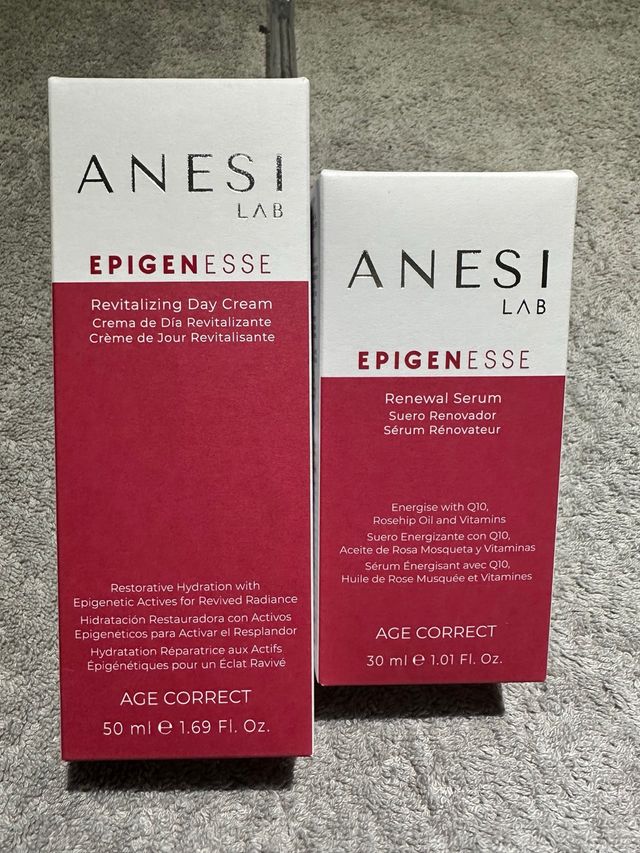 ANESI
LAB
EPIGENESSE
Revitalizing Day Cream
Crema de Día Revitalizante
Crème de Jour Revitalisante
Restorative Hydration with
Epigenetic Actives for Revived Radiance
Hidratación Restauradora con Activos
Epigenéticos para Activar el Resplandor
Hydratation Réparatrice aux Actifs
Épigénétiques pour un Éclat Ravivé
AGE CORRECT
50 ml ℮ 1.69 Fl. Oz.
ANESI
LAB
EPIGENESSE
Renewal Serum
Suero Renovador
Sérum Rénovateur
Energise with Q10,
Rosehip Oil and Vitamins
Suero Energizante con Q10,
Aceite de Rosa Mosqueta y Vitaminas
Sérum Énergisant avec Q10,
Huile de Rose Musquée et Vitamines
AGE CORRECT
30 ml ℮ 1.01 Fl. Oz.